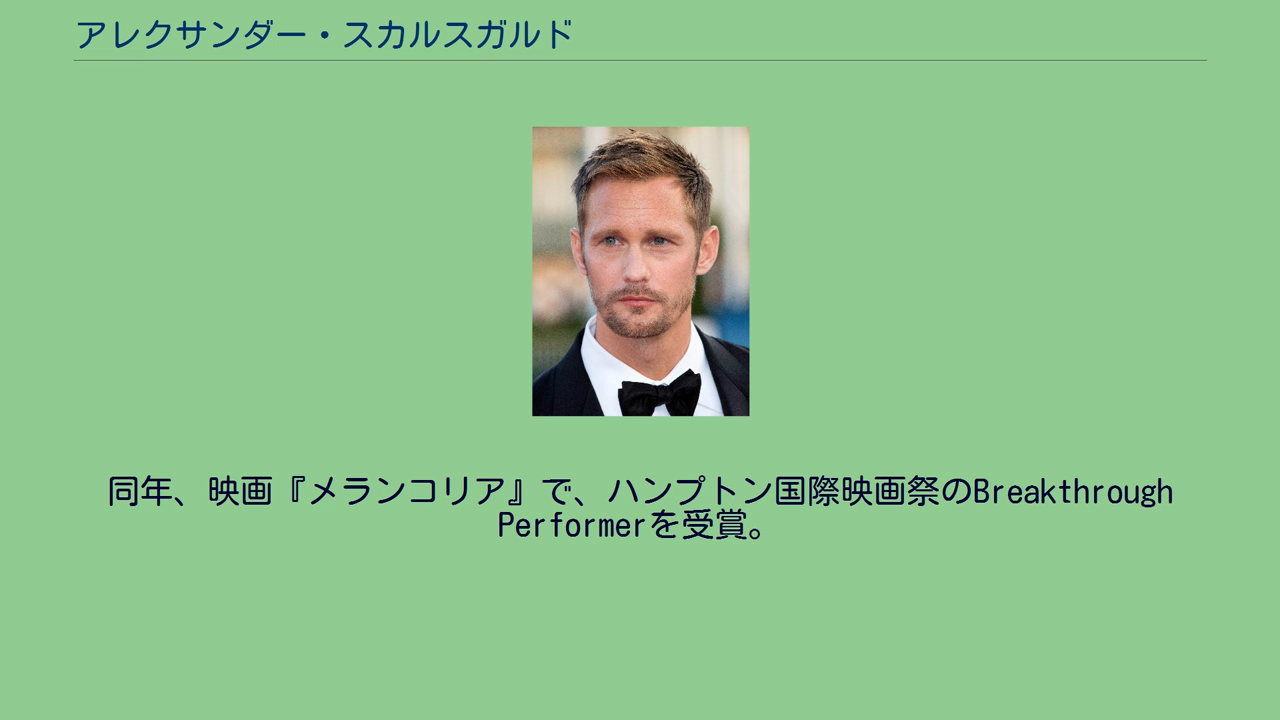 アレクサンダー・スカルスガルド
同年、映画『メランコリア』で、ハンプトン国際映画祭のBreakthrough
Performerを受賞。